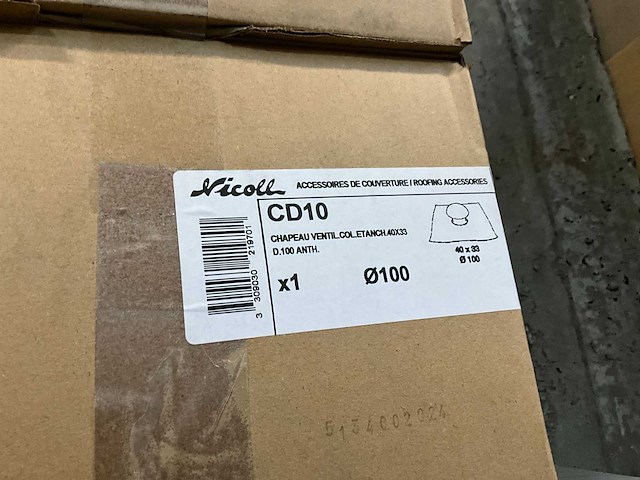 Nicoll ACCESSOIRES DE COUVERTURE / ROOFING ACCESSORIES
CD10
CHAPEAU VENTIL.COL.ETANCH.40X33
D.100 ANTH.
x1 Ø100
40 x 33
Ø 100
3 309030 219701
5134002024